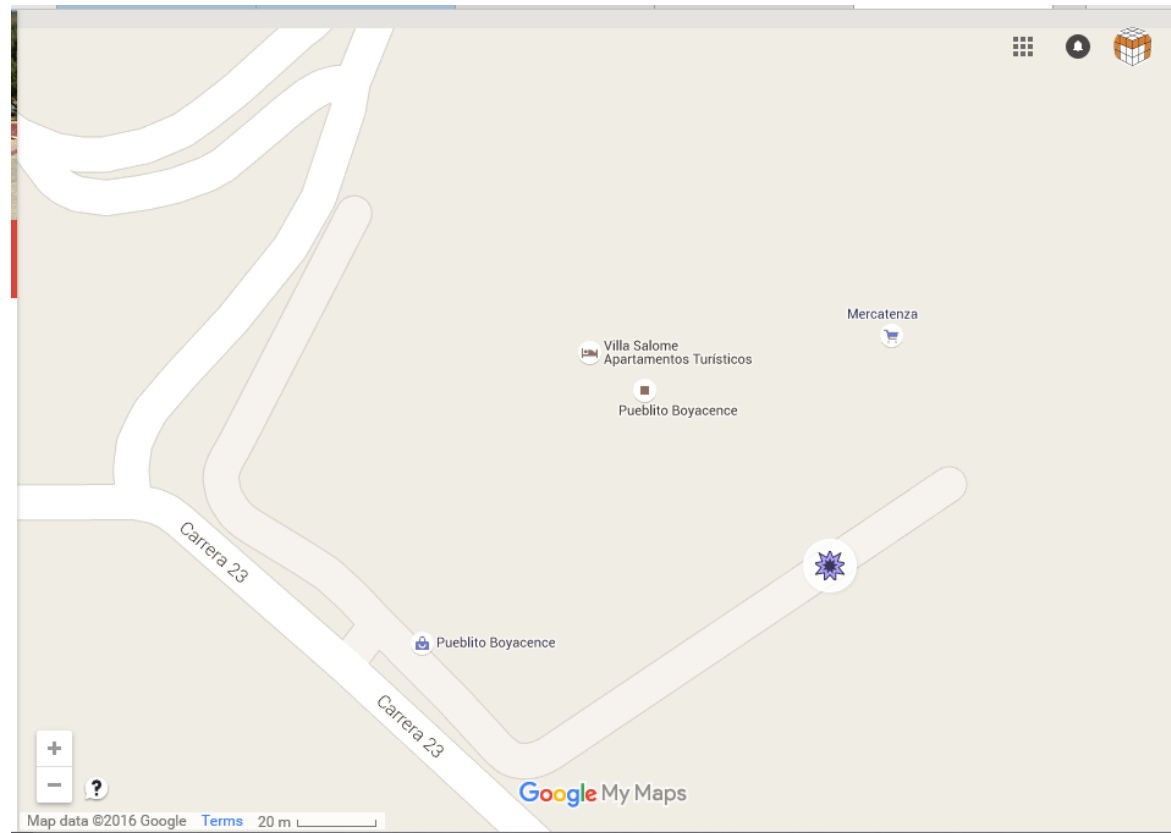 Mercatenza
Villa Salome
Apartamentos Turísticos
Pueblito Boyacence
Carrera 23
Pueblito Boyacence
Carrera 23
+
−
?
Google My Maps
Map data ©2016 Google Terms 20 m